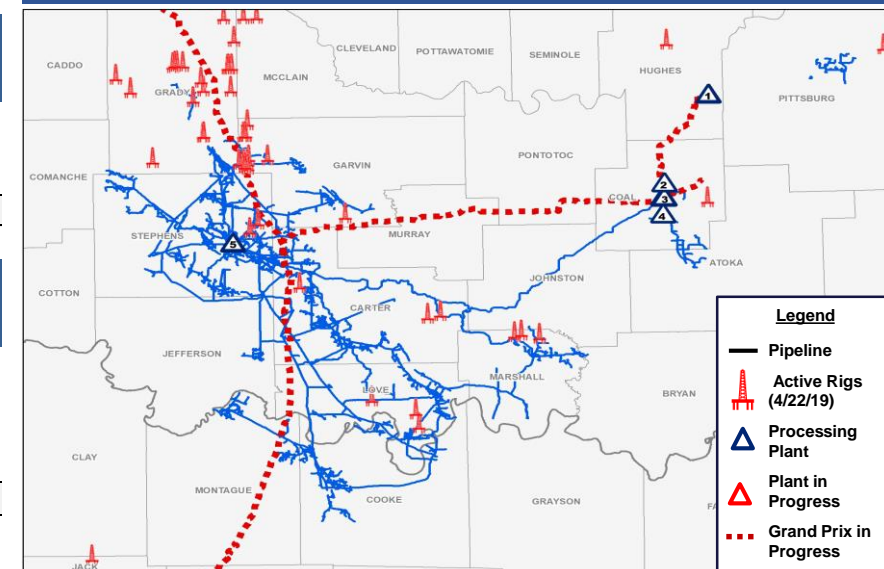 CADDO
CLEVELAND
POTTAWATOMIE
SEMINOLE
HUGHES
MCCLAIN
GRADY
PITTSBURG
1
COMANCHE
GARVIN
PONTOTOC
2
COAL
3
4
STEPHENS
5
MURRAY
ATOKA
JOHNSTON
COTTON
CARTER
JEFFERSON
MARSHALL
LOVE
BRYAN
CLAY
MONTAGUE
COOKE
GRAYSON
FA
JACK
Legend
Pipeline
Active Rigs
(4/22/19)
Processing
Plant
Plant in
Progress
Grand Prix in
Progress